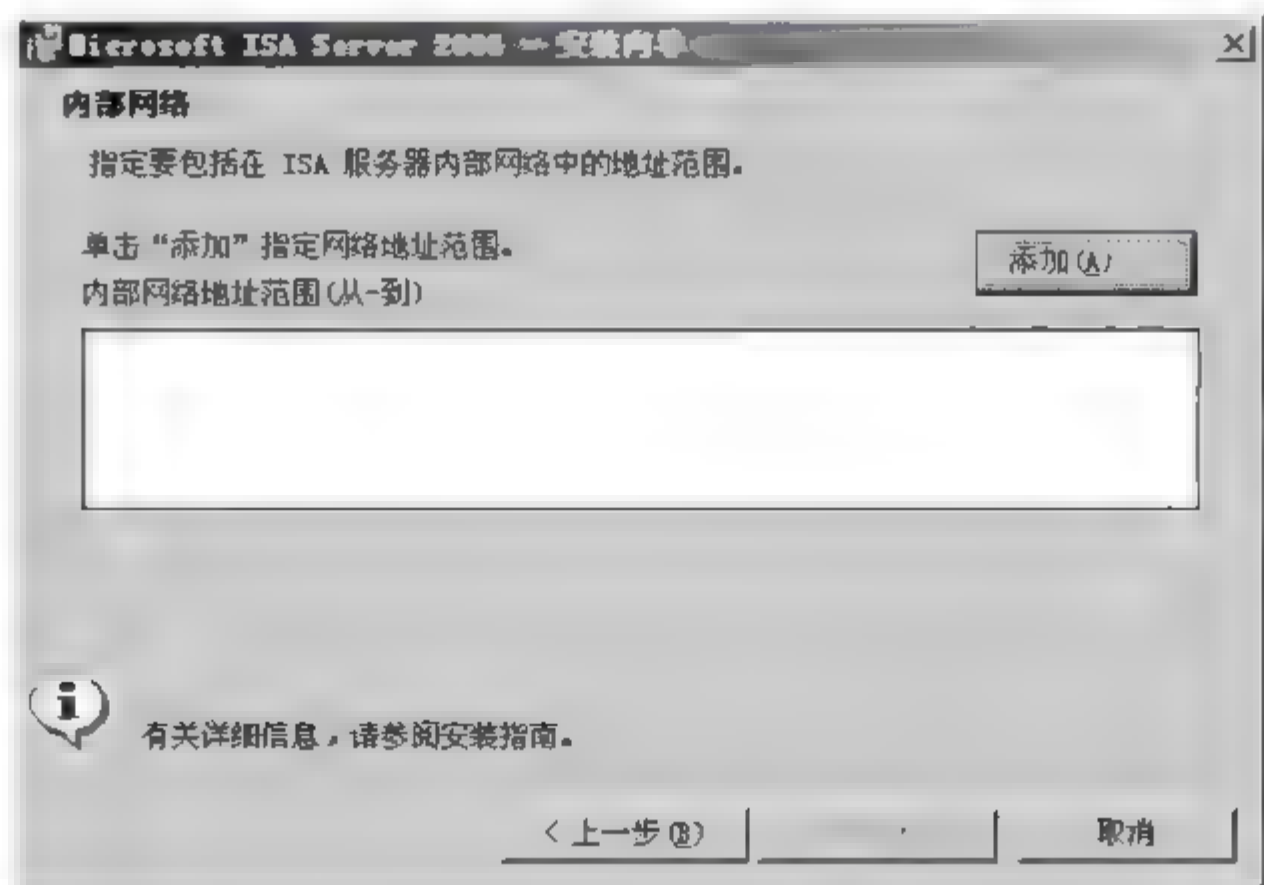 Microsoft ISA Server - 安装向导
内部网络
指定要包括在 ISA 服务器内部网络中的地址范围。
单击“添加”指定网络地址范围。
添加(A)
内部网络地址范围(从-到)
有关详细信息，请参阅安装指南。
< 上一步(B)
取消